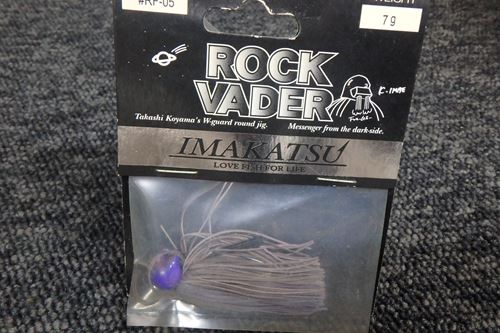 #RF-05
WEIGHT
7g
ROCK
VADER
Takashi Koyama's W-guard round jig. Messenger from the dark-side.
IMAKATSU
LOVE FISH FOR LIFE